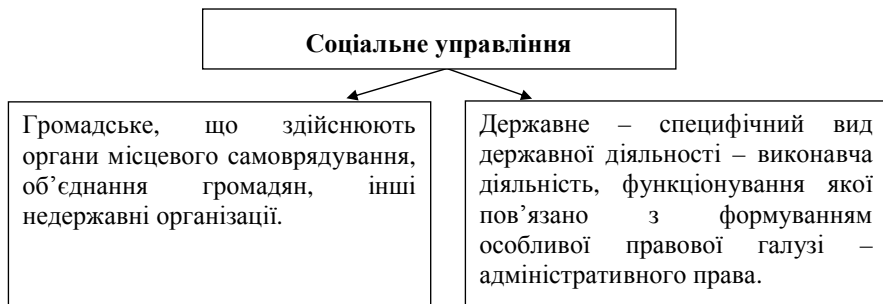 Соціальне управління
Громадське, що здійснюють
органи місцевого самоврядування,
об’єднання громадян, інші
недержавні організації.
Державне – специфічний вид
державної діяльності – виконавча
діяльність, функціонування якої
пов’язано з формуванням
особливої правової галузі –
адміністративного права.